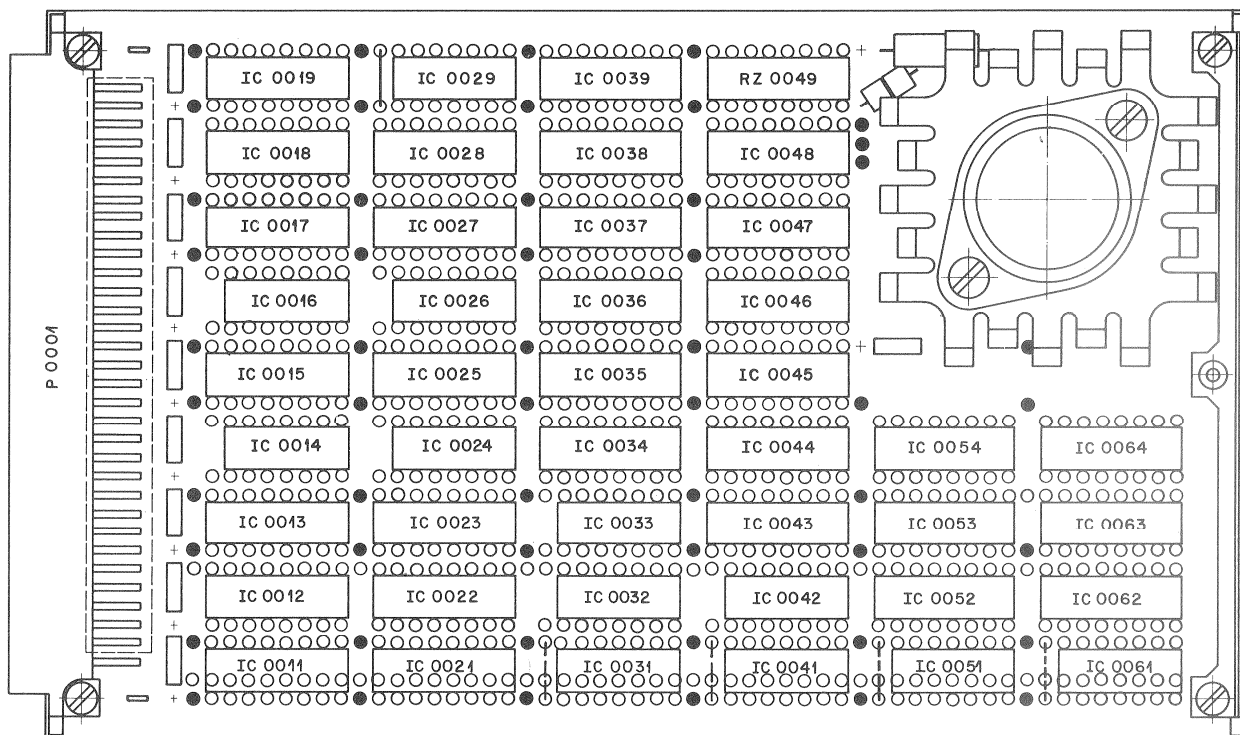 IC 0019 IC 0029 IC 0039 RZ 0049
IC 0018 IC 0028 IC 0038 IC 0048
IC 0017 IC 0027 IC 0037 IC 0047
IC 0016 IC 0026 IC 0036 IC 0046
P 0001
IC 0015 IC 0025 IC 0035 IC 0045
IC 0014 IC 0024 IC 0034 IC 0044 IC 0054 IC 0064
IC 0013 IC 0023 IC 0033 IC 0043 IC 0053 IC 0063
IC 0012 IC 0022 IC 0032 IC 0042 IC 0052 IC 0062
IC 0011 IC 0021 IC 0031 IC 0041 IC 0051 IC 0061